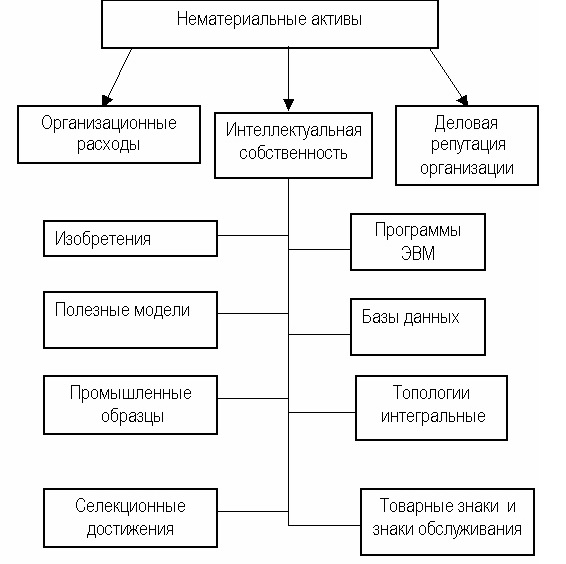 Нематериальные активы
Организационные
расходы
Интеллектуальная
собственность
Деловая
репутация
организации
Изобретения
Программы
ЭВМ
Полезные модели
Базы данных
Промышленные
образцы
Топологии
интегральные
Селекционные
достижения
Товарные знаки и
знаки обслуживания